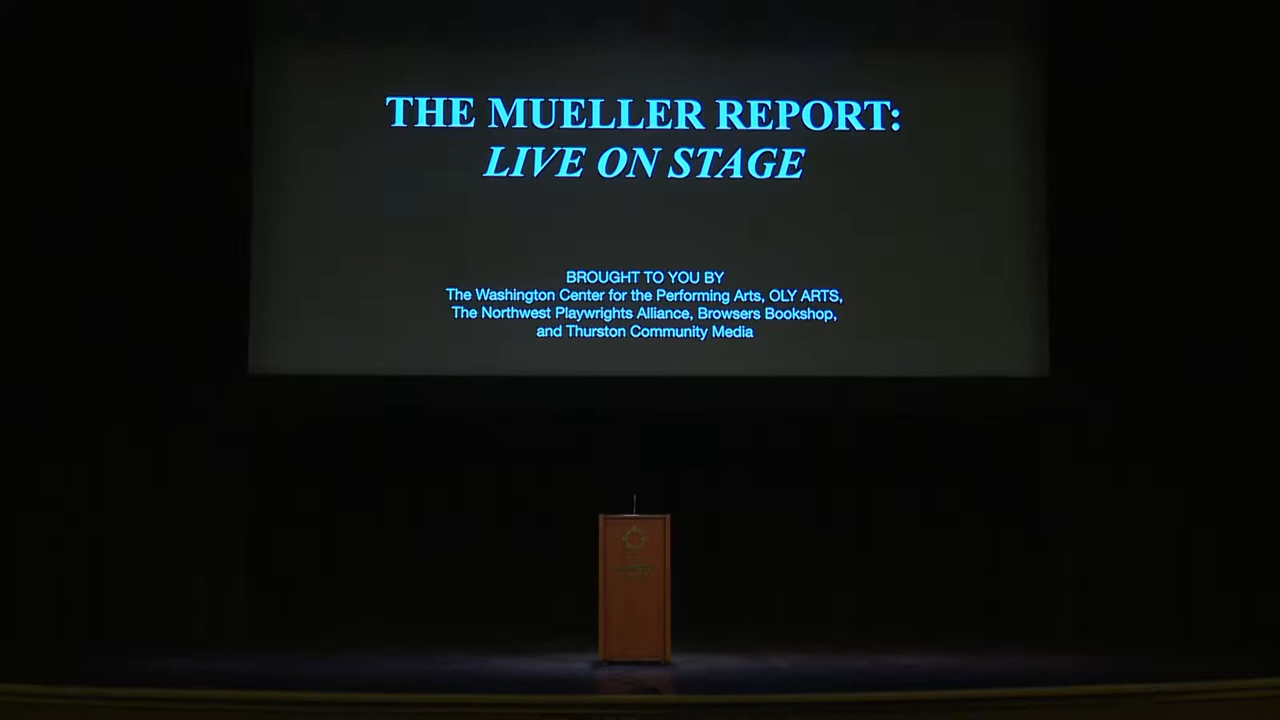 THE MUELLER REPORT:
LIVE ON STAGE
BROUGHT TO YOU BY
The Washington Center for the Performing Arts, OLY ARTS,
The Northwest Playwrights Alliance, Browsers Bookshop,
and Thurston Community Media